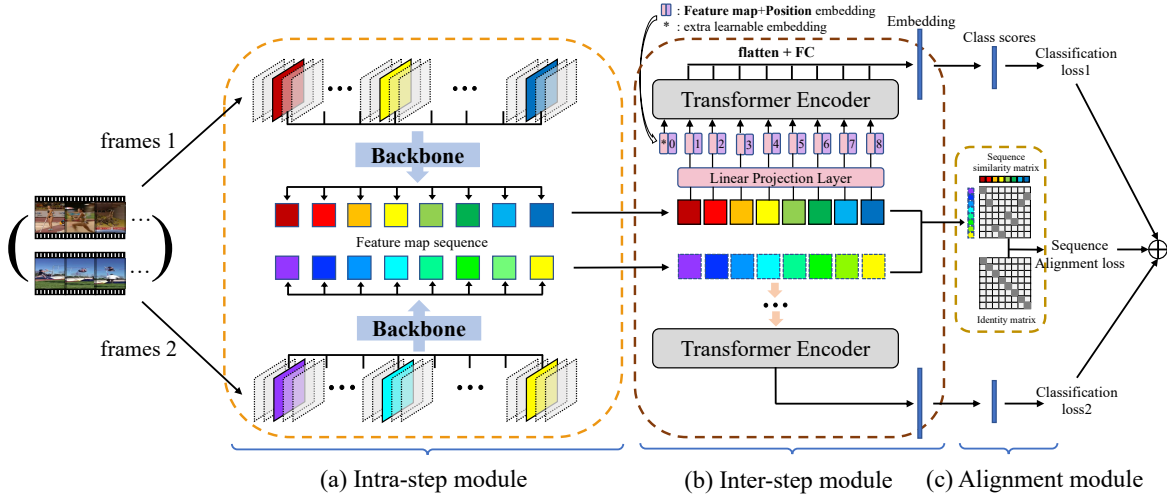 : Feature map+Position embedding
* : extra learnable embedding
Embedding
Class scores
Classification
loss1
flatten + FC
Transformer Encoder
frames 1
Backbone
* 0 1 2 3 4 5 6 7 8
Linear Projection Layer
Sequence
similarity matrix
Feature map sequence
Sequence
Alignment loss
Identity matrix
Backbone
frames 2
Transformer Encoder
Classification
loss2
(a) Intra-step module
(b) Inter-step module
(c) Alignment module